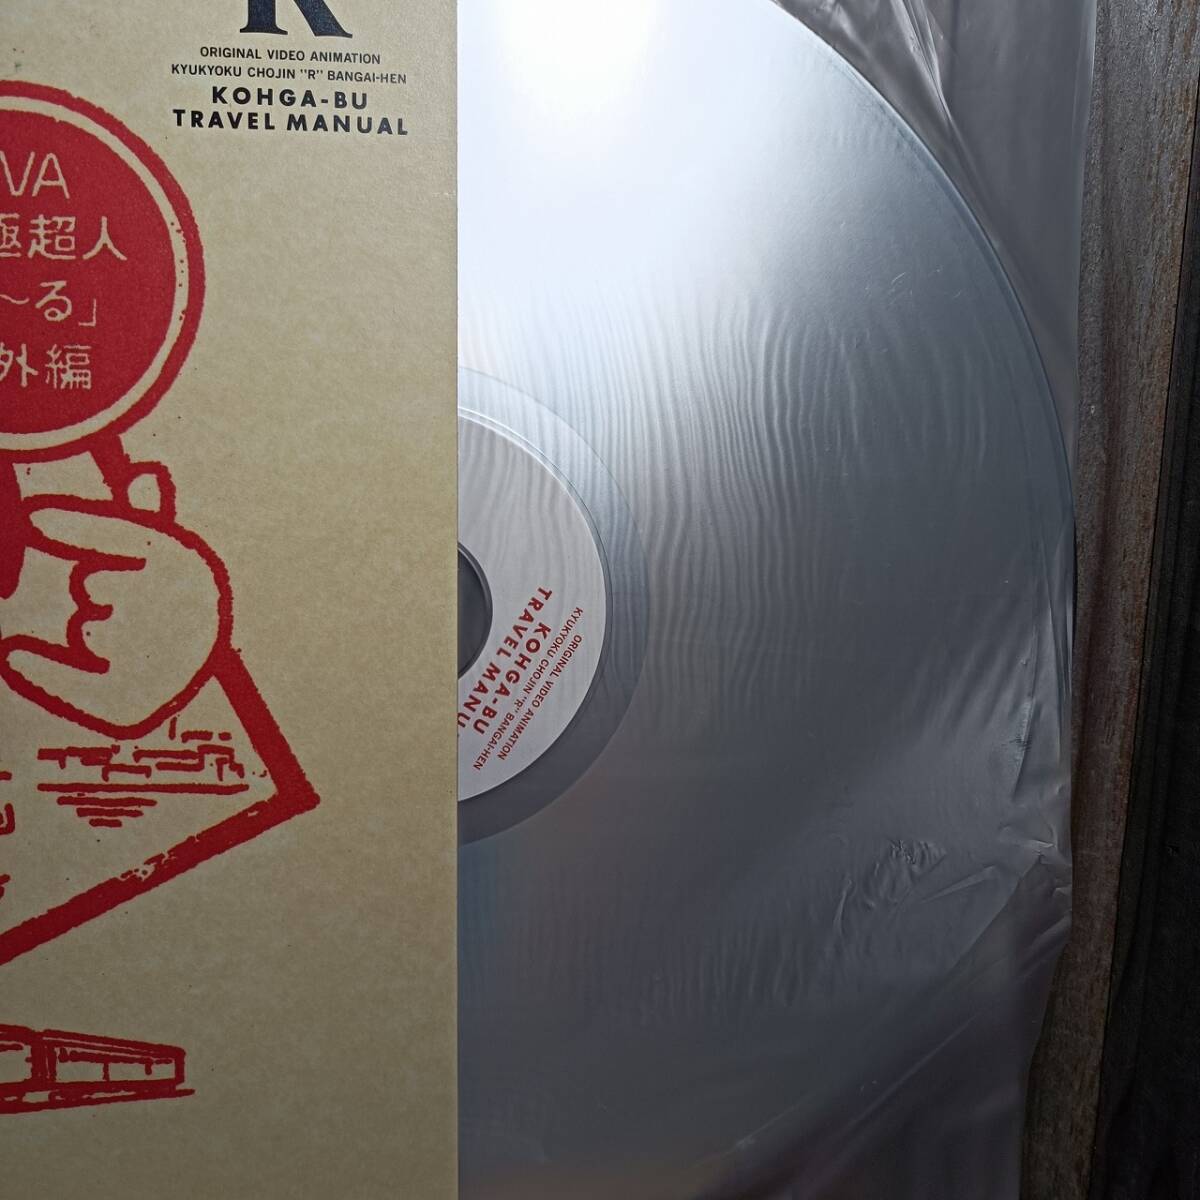 R
ORIGINAL VIDEO ANIMATION
KYUKYOKU CHOJIN "R" BANGAI-HEN
KOHGA-BU
TRAVEL MANUAL
VA
極超人
〜る」
外編
ORIGINAL VIDEO ANIMATION
KYUKYOKU CHOJIN "R" BANGAI-HEN
KOHGA-BU
TRAVEL MANU